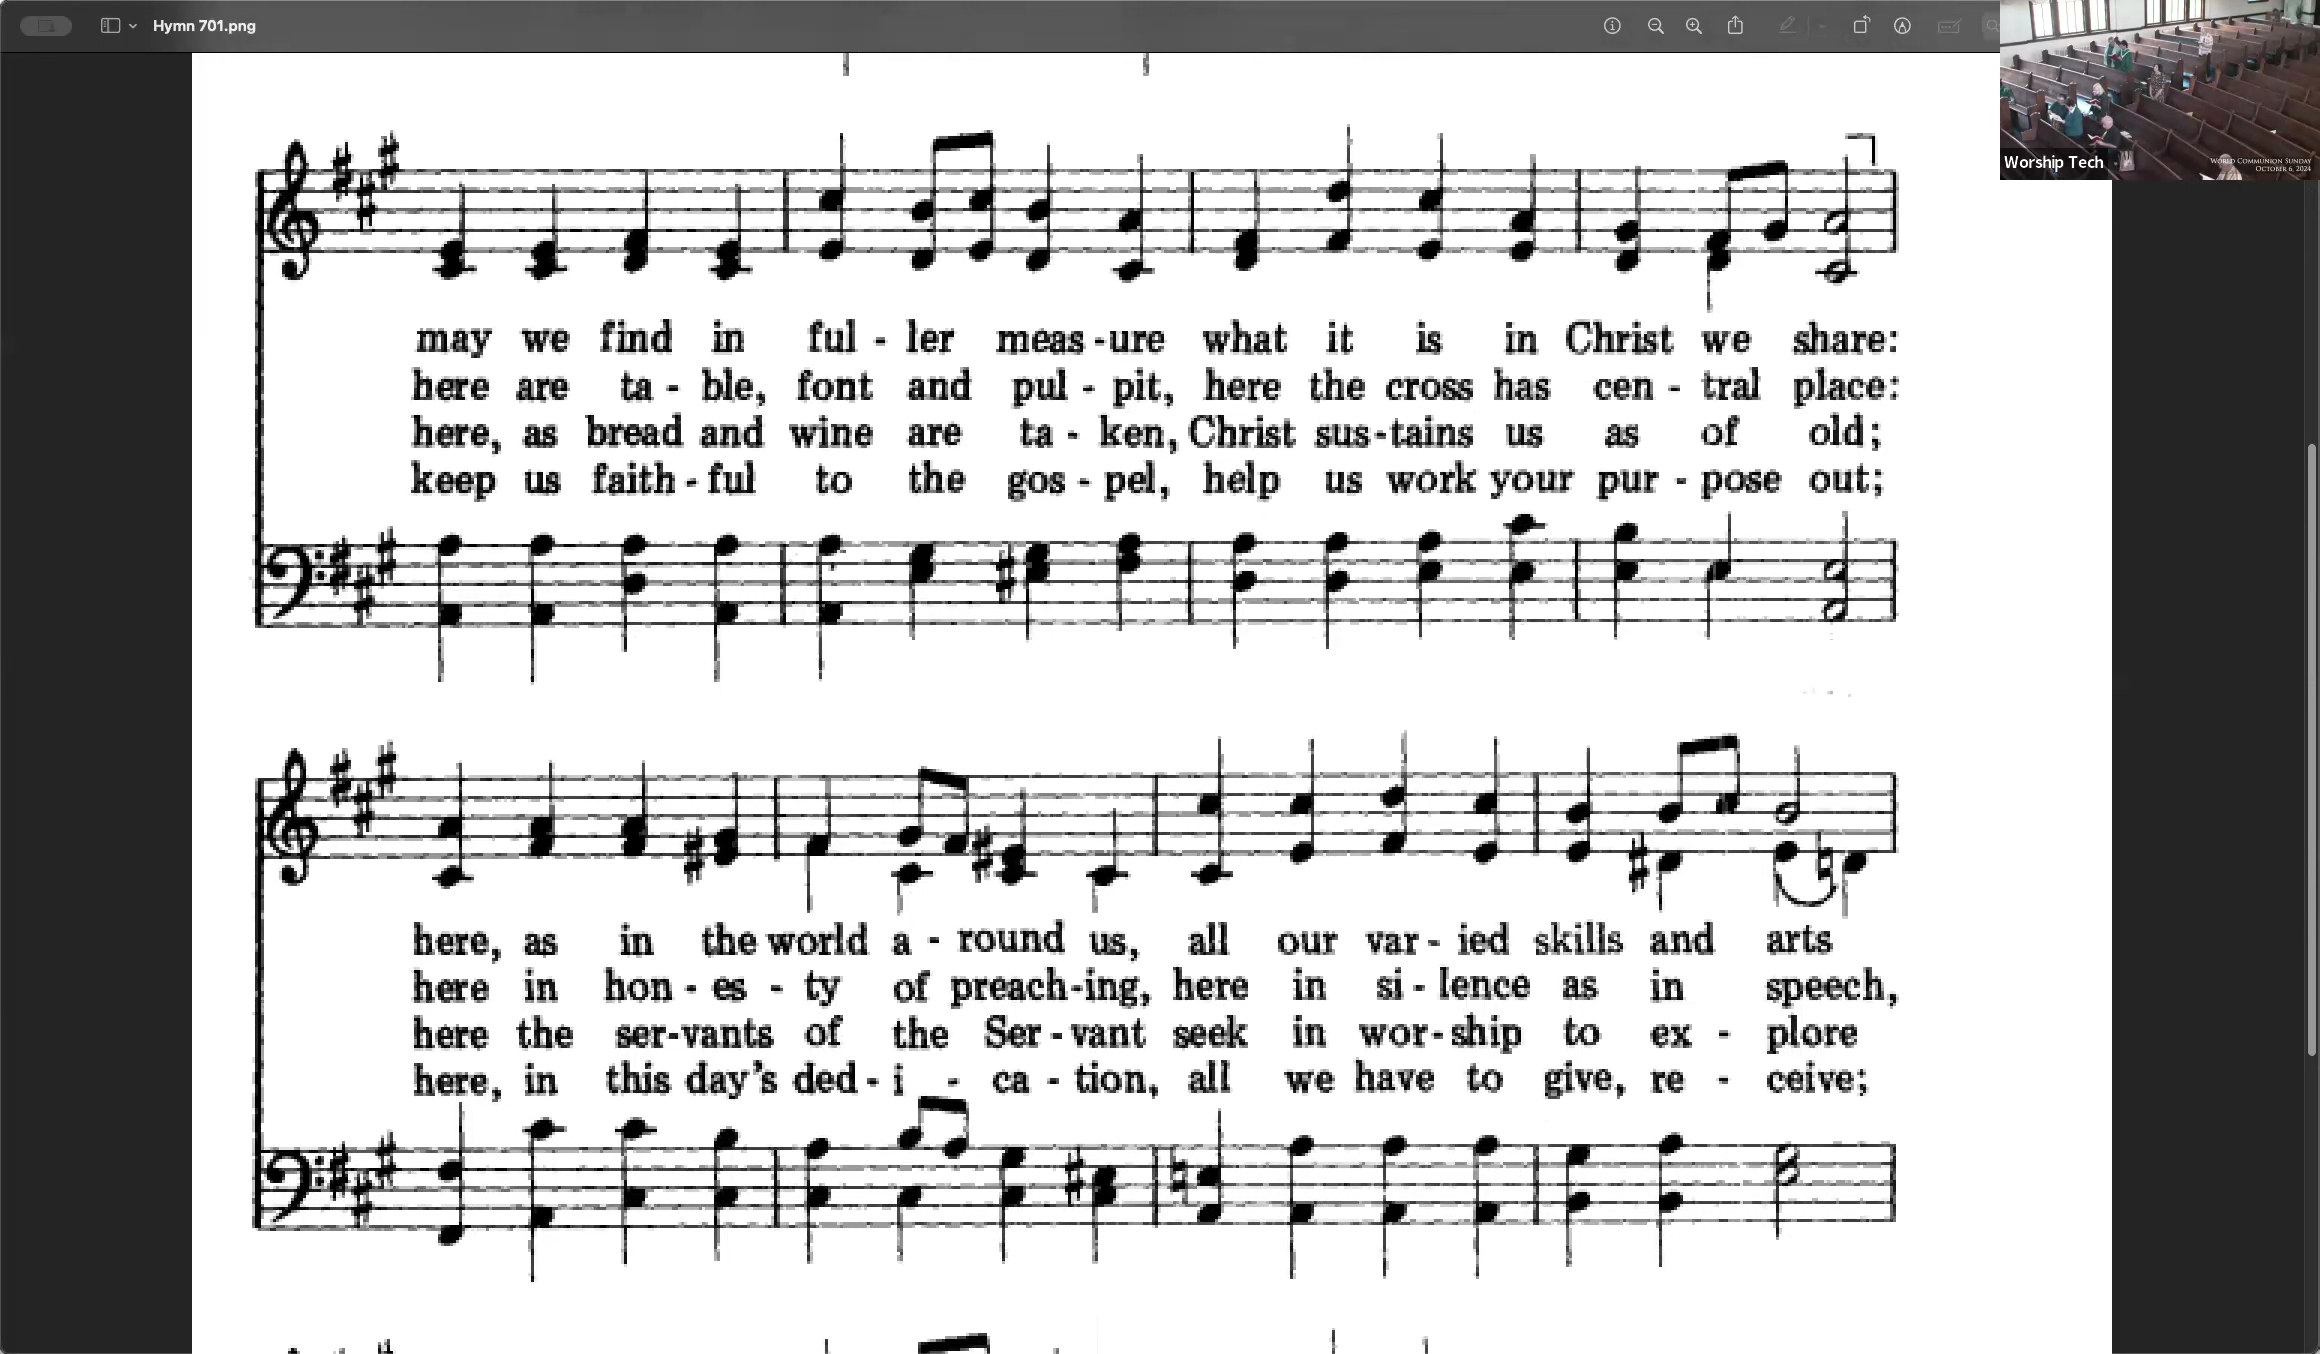 Hymn 701.png
Worship Tech
World Communion Sunday
October 6, 2024
may we find in ful - ler meas - ure what it is in Christ we share:
here are ta - ble, font and pul - pit, here the cross has cen - tral place:
here, as bread and wine are ta - ken, Christ sus - tains us as of old;
keep us faith - ful to the gos - pel, help us work your pur - pose out;
here, as in the world a - round us, all our var - ied skills and arts
here in hon - es - ty of preach - ing, here in si - lence as in speech,
here the ser - vants of the Ser - vant seek in wor - ship to ex - plore
here, in this day's ded - i - ca - tion, all we have to give, re - ceive;